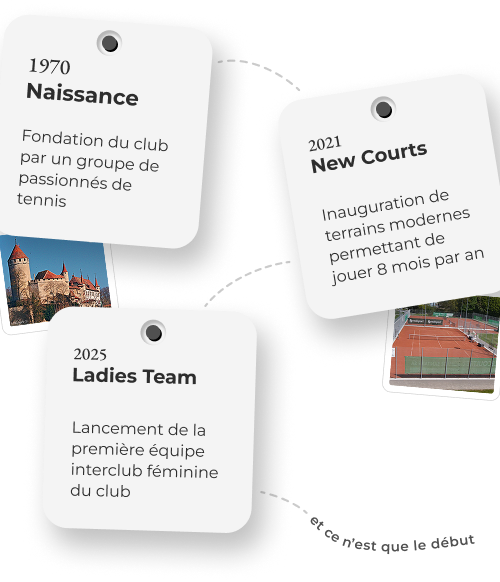 1970
Naissance
Fondation du club
par un groupe de
passionnés de
tennis
2021
New Courts
Inauguration de
terrains modernes
permettant de
jouer 8 mois par an
2025
Ladies Team
Lancement de la
première équipe
interclub féminine
du club
et ce n’est que le début